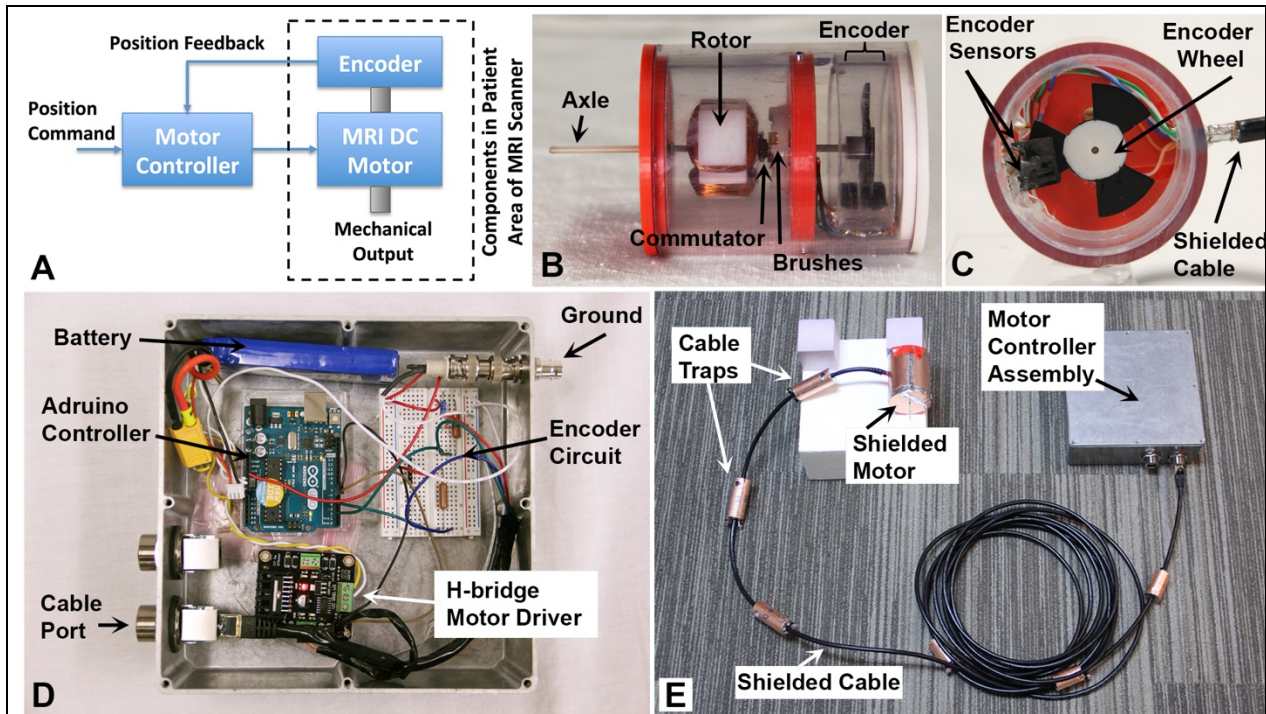 Position Feedback
Encoder
Position
Command
Motor
Controller
MRI DC
Motor
Mechanical
Output
Components in Patient
Area of MRI Scanner
A
Rotor
Encoder
Axle
Commutator
Brushes
B
Encoder
Sensors
Encoder
Wheel
Shielded
Cable
C
Battery
Ground
Adruino
Controller
Encoder
Circuit
H-bridge
Motor Driver
Cable
Port
D
Cable
Traps
Motor
Controller
Assembly
Shielded
Motor
Shielded Cable
E